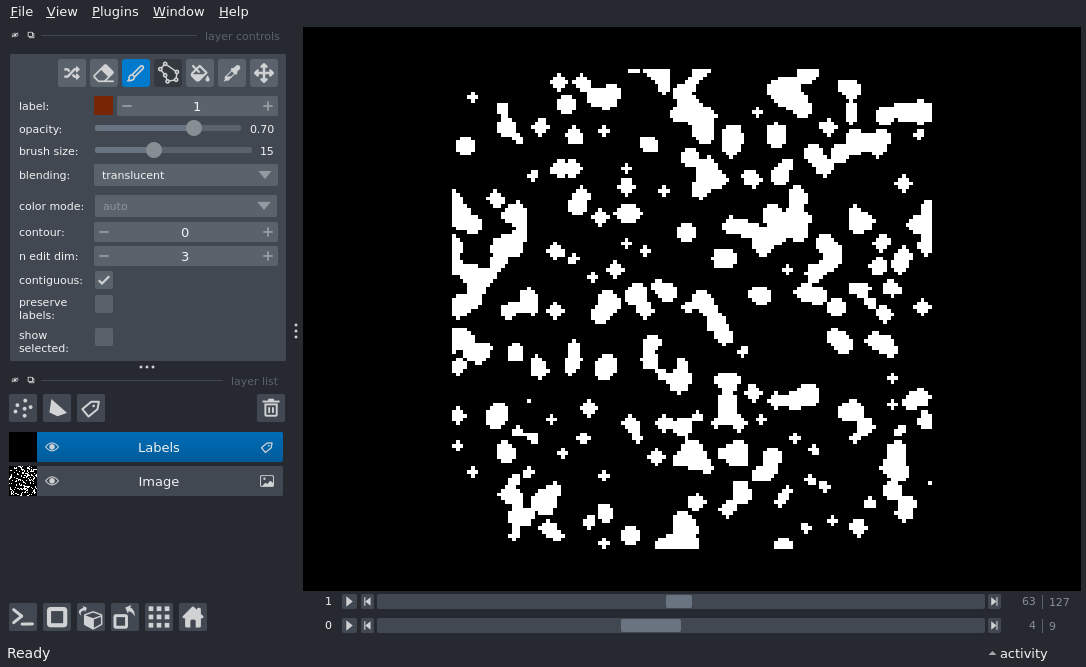 File View Plugins Window Help
layer controls
label: 1
opacity: 0.70
brush size: 15
blending: translucent
color mode: auto
contour: 0
n edit dim: 3
contiguous:
preserve
labels:
show
selected:
layer list
Labels
Image
1 63 127
0 4 9
Ready activity